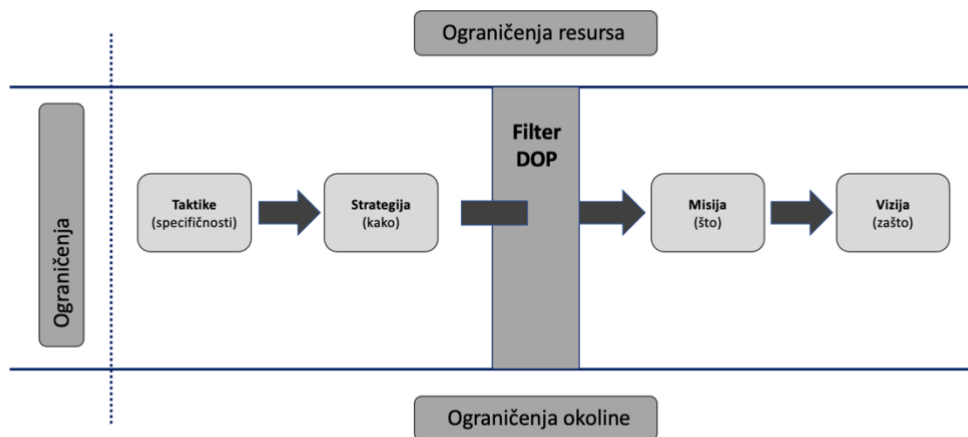 Ograničenja resursa
Ograničenja
Filter
DOP
Taktike
(specifičnosti)
Strategija
(kako)
Misija
(što)
Vizija
(zašto)
Ograničenja okoline